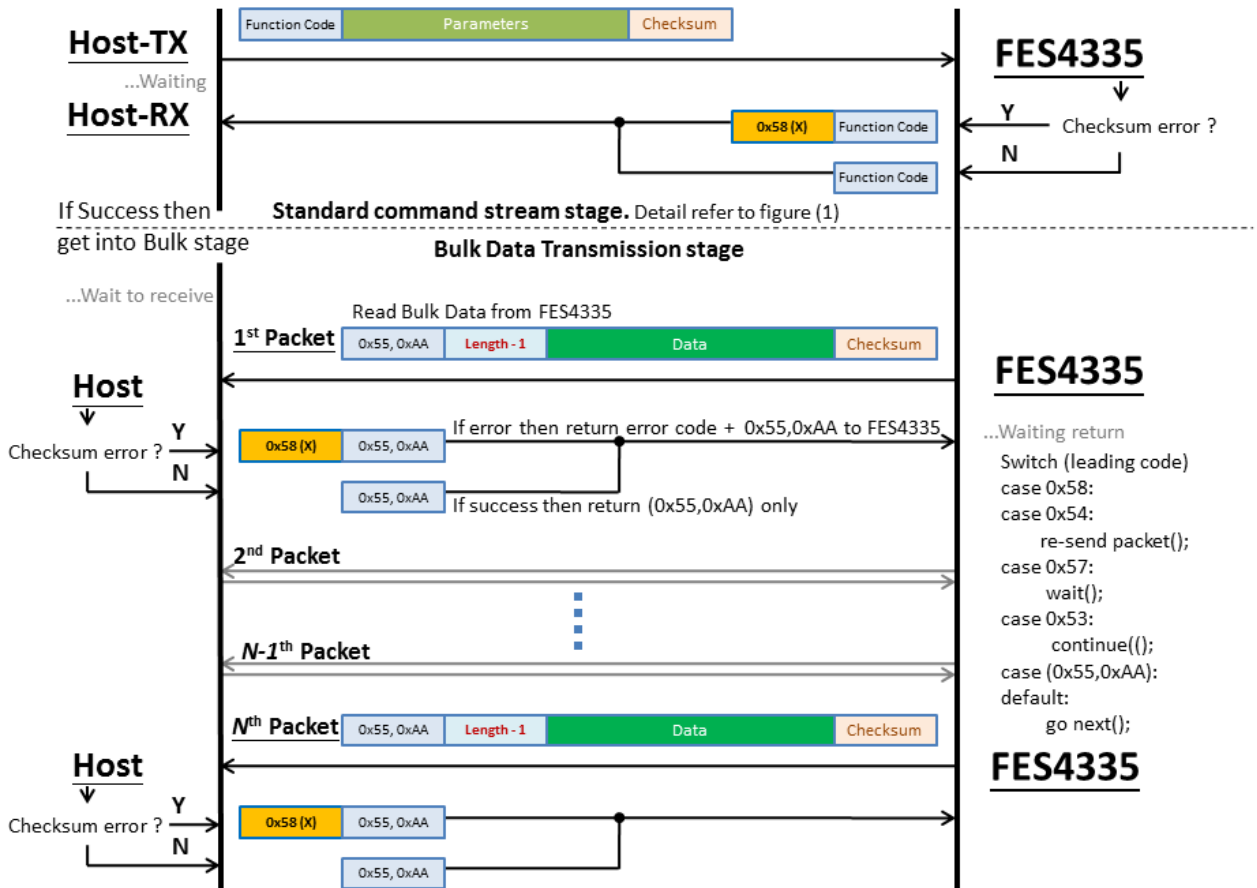 Function Code Parameters Checksum
Host-TX
FES4335
...Waiting
Host-RX
0x58 (X) Function Code
Y
Checksum error ?
N
Function Code
If Success then
Standard command stream stage. Detail refer to figure (1)
get into Bulk stage
Bulk Data Transmission stage
...Wait to receive
Read Bulk Data from FES4335
1st Packet 0x55, 0xAA Length - 1 Data Checksum
Host
FES4335
Y
Checksum error ?
N
0x58 (X) 0x55, 0xAA
If error then return error code + 0x55,0xAA to FES4335
0x55, 0xAA
If success then return (0x55,0xAA) only
...Waiting return
Switch (leading code)
case 0x58:
case 0x54:
re-send packet();
case 0x57:
wait();
case 0x53:
continue(();
case (0x55,0xAA):
default:
go next();
2nd Packet
N-1th Packet
Nth Packet 0x55, 0xAA Length - 1 Data Checksum
Host
FES4335
Y
Checksum error ?
N
0x58 (X) 0x55, 0xAA
0x55, 0xAA